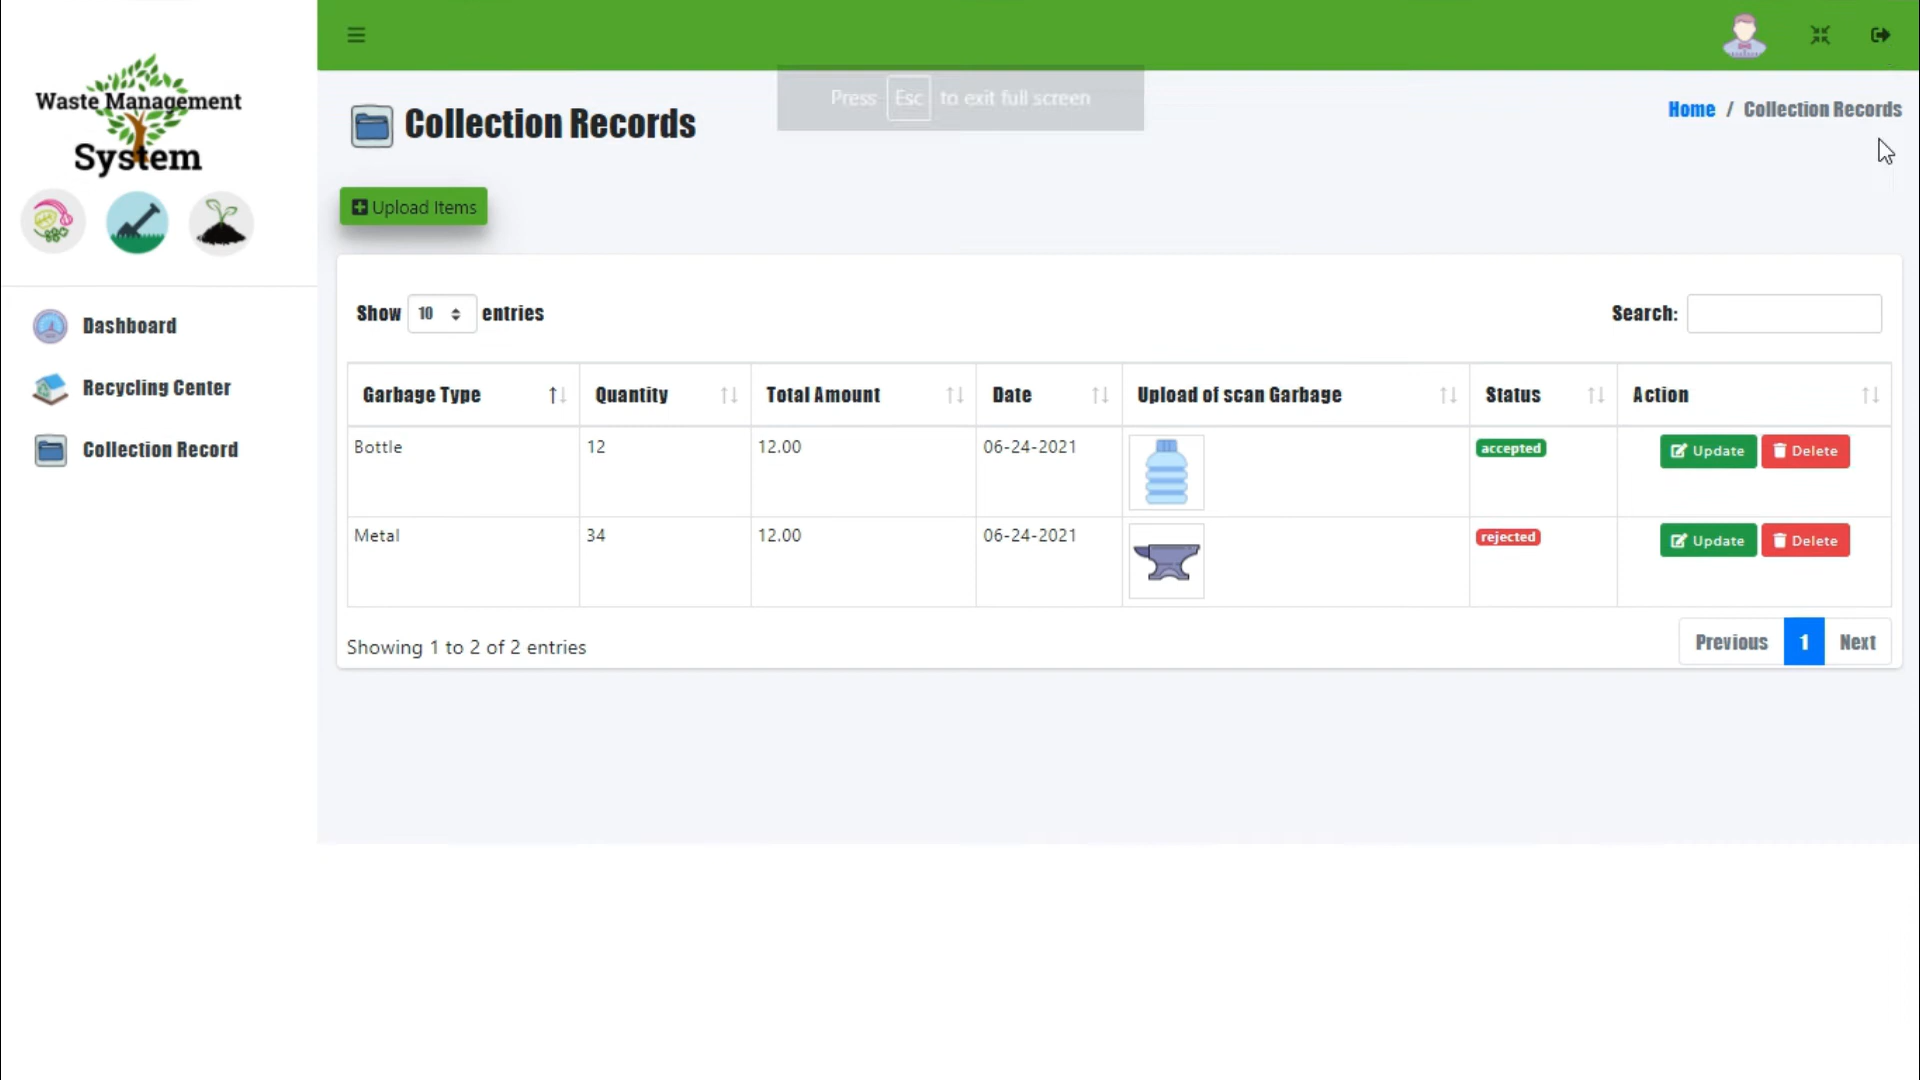 Waste Management
System
Dashboard
Recycling Center
Collection Record
Press Esc to exit full screen
Collection Records
Home / Collection Records
Upload Items
Show 10 entries
Search:
Garbage Type Quantity Total Amount Date Upload of scan Garbage Status Action
Bottle 12 12.00 06-24-2021 accepted Update Delete
Metal 34 12.00 06-24-2021 rejected Update Delete
Showing 1 to 2 of 2 entries
Previous 1 Next